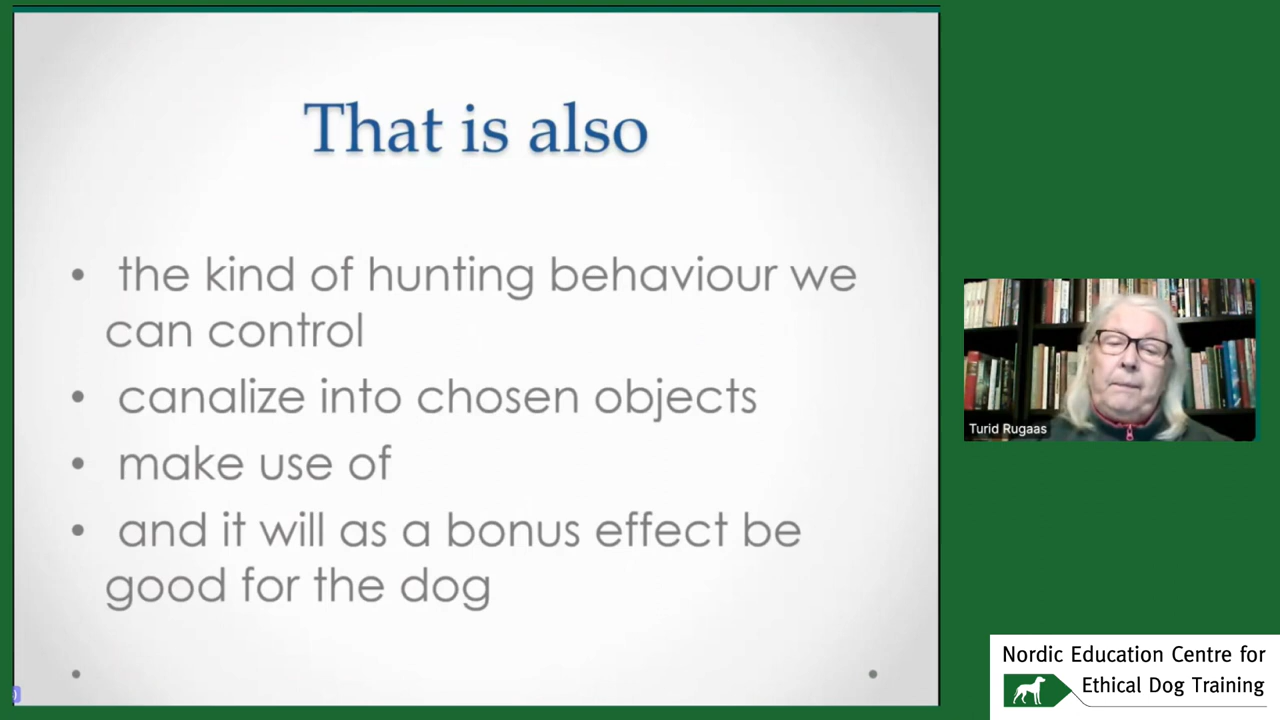 That is also
• the kind of hunting behaviour we
can control
• canalize into chosen objects
• make use of
• and it will as a bonus effect be
good for the dog
Turid Rugaas
Nordic Education Centre for
Ethical Dog Training